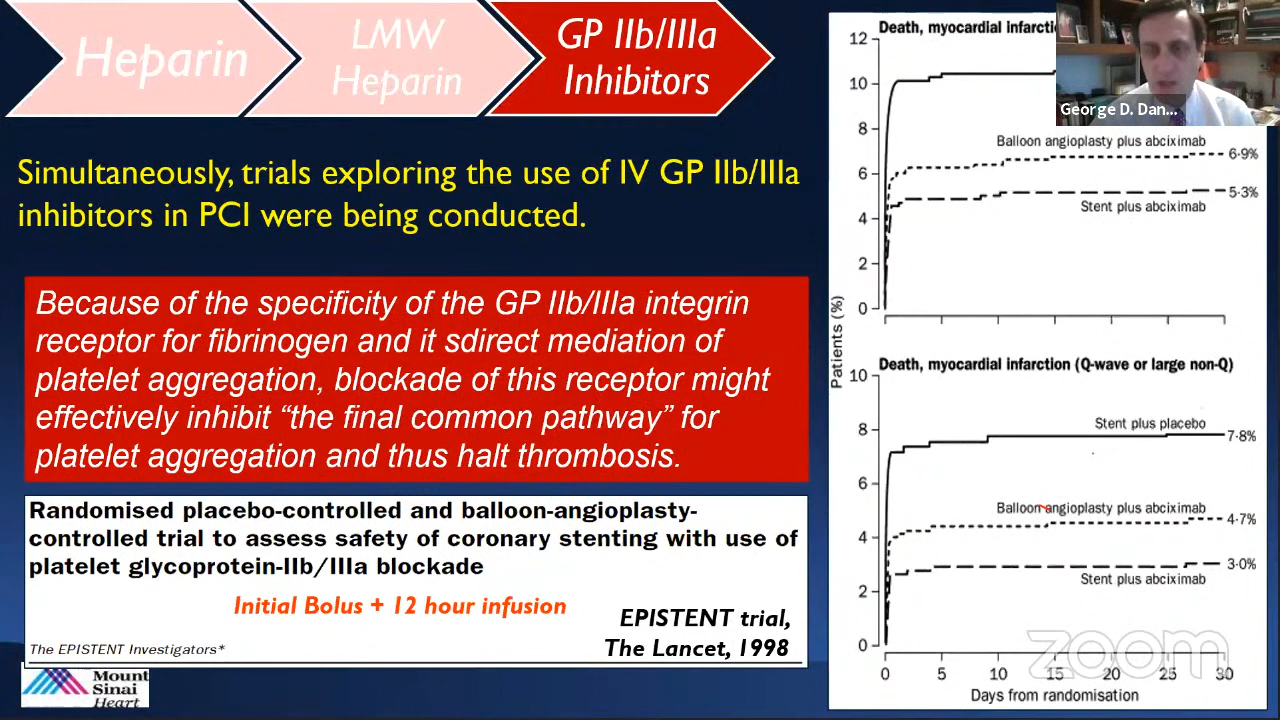 Heparin
LMW
Heparin
GP IIb/IIIa
Inhibitors
Simultaneously, trials exploring the use of IV GP IIb/IIIa
inhibitors in PCI were being conducted.
Because of the specificity of the GP IIb/IIIa integrin
receptor for fibrinogen and it sdirect mediation of
platelet aggregation, blockade of this receptor might
effectively inhibit “the final common pathway” for
platelet aggregation and thus halt thrombosis.
Randomised placebo-controlled and balloon-angioplasty-
controlled trial to assess safety of coronary stenting with use of
platelet glycoprotein-IIb/IIIa blockade
Initial Bolus + 12 hour infusion
EPISTENT trial,
The Lancet, 1998
The EPISTENT Investigators*
Mount
Sinai
Heart
Death, myocardial
George D. Dan...
12
10
8
6
4
2
0
Balloon angioplasty plus abciximab
6·9%
5·3%
Stent plus abciximab
Patients (%)
Death, myocardial infarction (Q-wave or large non-Q)
10
8
6
4
2
0
Stent plus placebo
7·8%
Balloon angioplasty plus abciximab
4·7%
3·0%
Stent plus abciximab
zoom
0 5 10 15 20 25 30
Days from randomisation